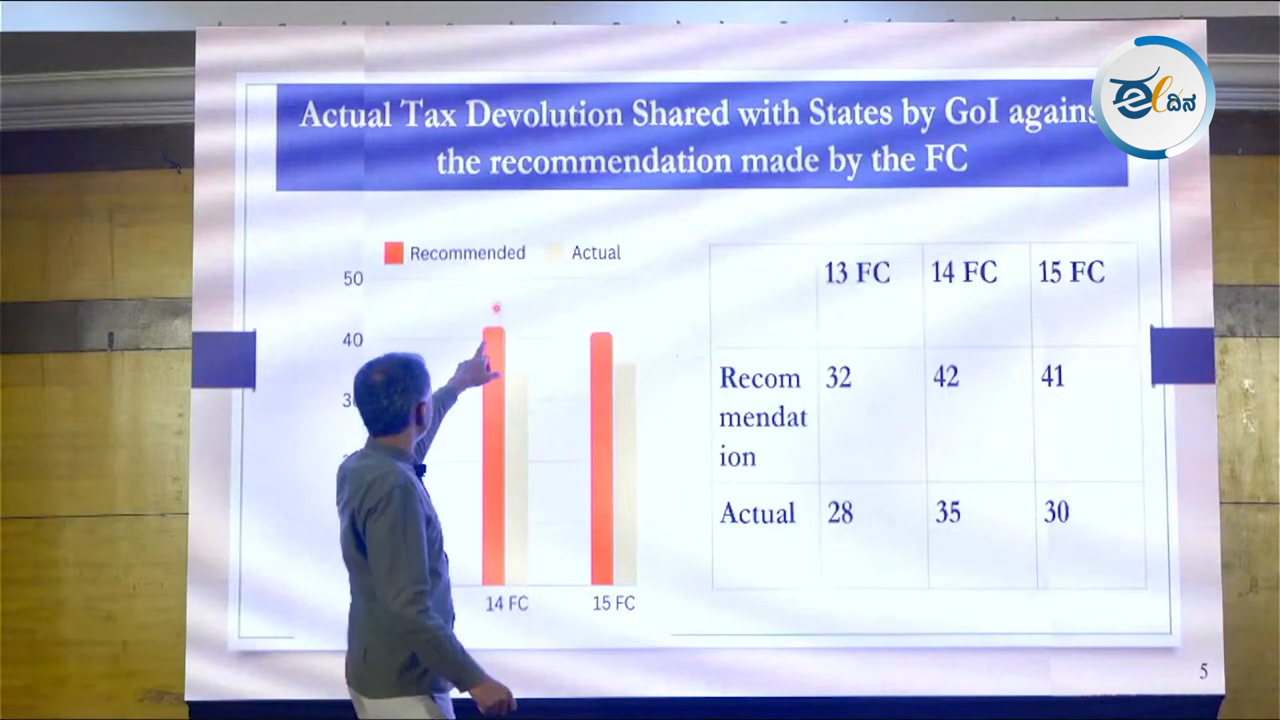 Actual Tax Devolution Shared with States by GoI agains
the recommendation made by the FC
eಲ ದಿನ
Recommended Actual
50
40
3
14 FC 15 FC
13 FC 14 FC 15 FC
Recom 32 42 41
mendat
ion
Actual 28 35 30
5